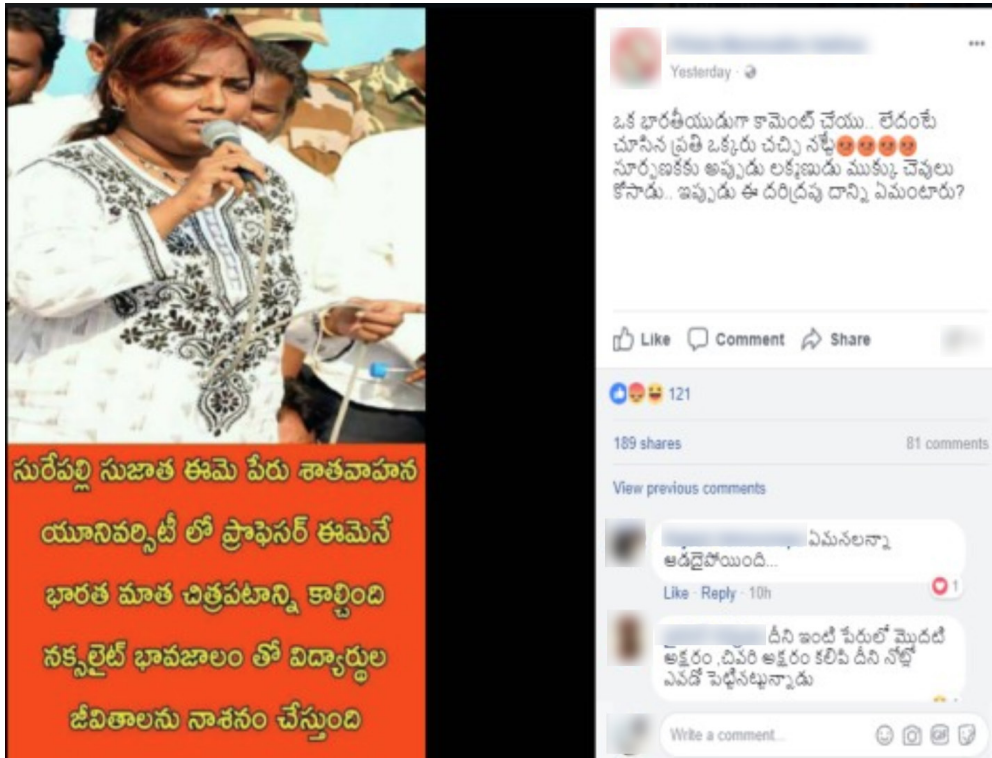 సురేపల్లి సుజాత ఈమె పేరు శాతవాహన
యూనివర్సిటీ లో ప్రొఫెసర్ ఈమెనే
భారత మాత చిత్రపటాన్ని కాల్చింది
నక్సలైట్ భావజాలం తో విద్యార్థుల
జీవితాలను నాశనం చేస్తుంది
Yesterday
ఒక భారతీయుడుగా కామెంట్ చేయు.. లేదంటే
చూసిన ప్రతి ఒక్కరు చచ్చి నట్టే
సూర్పణకకు అప్పుడు లక్మణుడు ముక్కు చెవులు
కోసాడు.. ఇప్పుడు ఈ దరిద్రపు దాన్ని ఏమంటారు?
Like Comment Share
121
189 shares 81 comments
View previous comments
ఏమనలన్నా
ఆడదైపోయింది...
Like · Reply · 10h
1
దీని ఇంటి పేరులో మొదటి
అక్షరం ,చివరి అక్షరం కలిపి దీని నోట్లో
ఎవడో పెట్టినట్టున్నాడు
Write a comment...